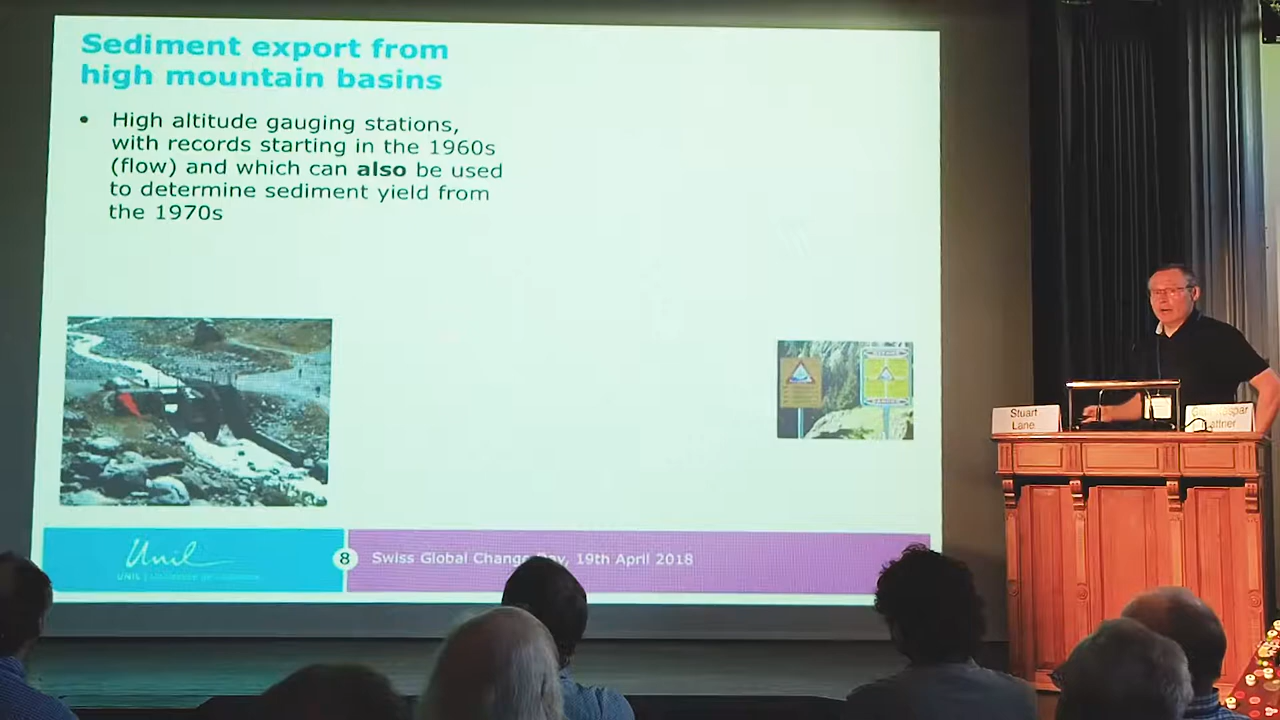 Sediment export from
high mountain basins
• High altitude gauging stations,
with records starting in the 1960s
(flow) and which can also be used
to determine sediment yield from
the 1970s
Unil
UNIL |
8
Swiss Global Change Day, 19th April 2018
Stuart
Lane